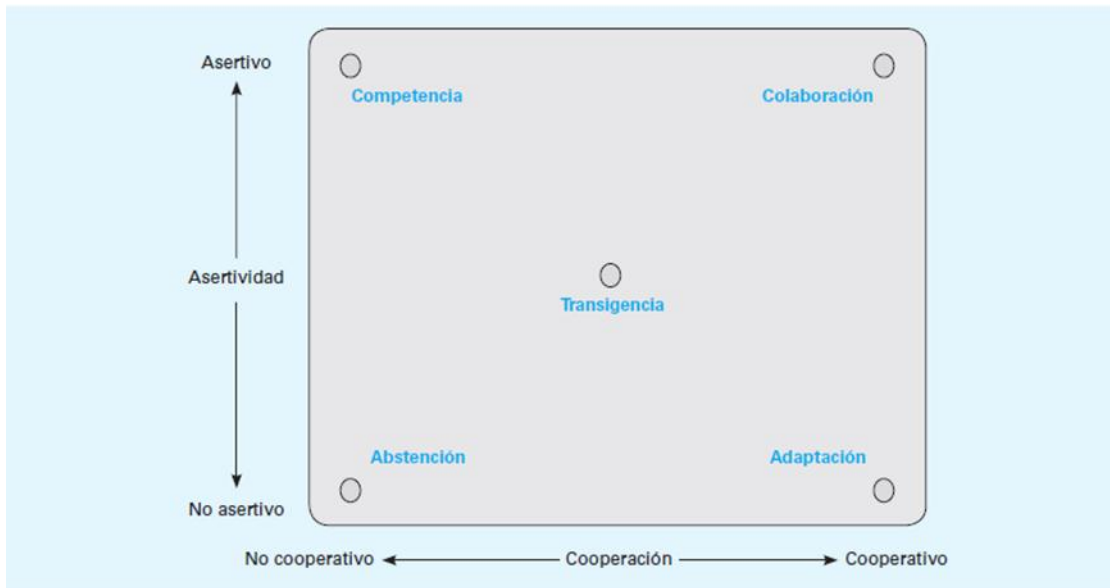 Asertivo
Competencia
Colaboración
Asertividad
Transigencia
Abstención
Adaptación
No asertivo
No cooperativo
Cooperación
Cooperativo